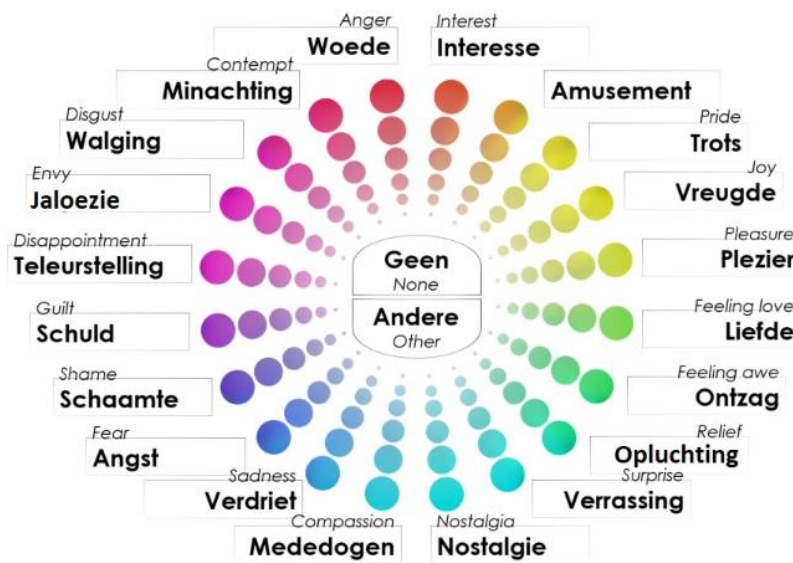 Anger
Woede
Interest
Interesse
Contempt
Minachting
Amusement
Disgust
Walging
Pride
Trots
Envy
Jaloezie
Joy
Vreugde
Disappointment
Teleurstelling
Geen
None
Pleasure
Plezier
Guilt
Schuld
Andere
Other
Feeling love
Liefde
Shame
Schaamte
Feeling awe
Ontzag
Fear
Angst
Relief
Opluchting
Sadness
Verdriet
Surprise
Verrassing
Compassion
Mededogen
Nostalgia
Nostalgie